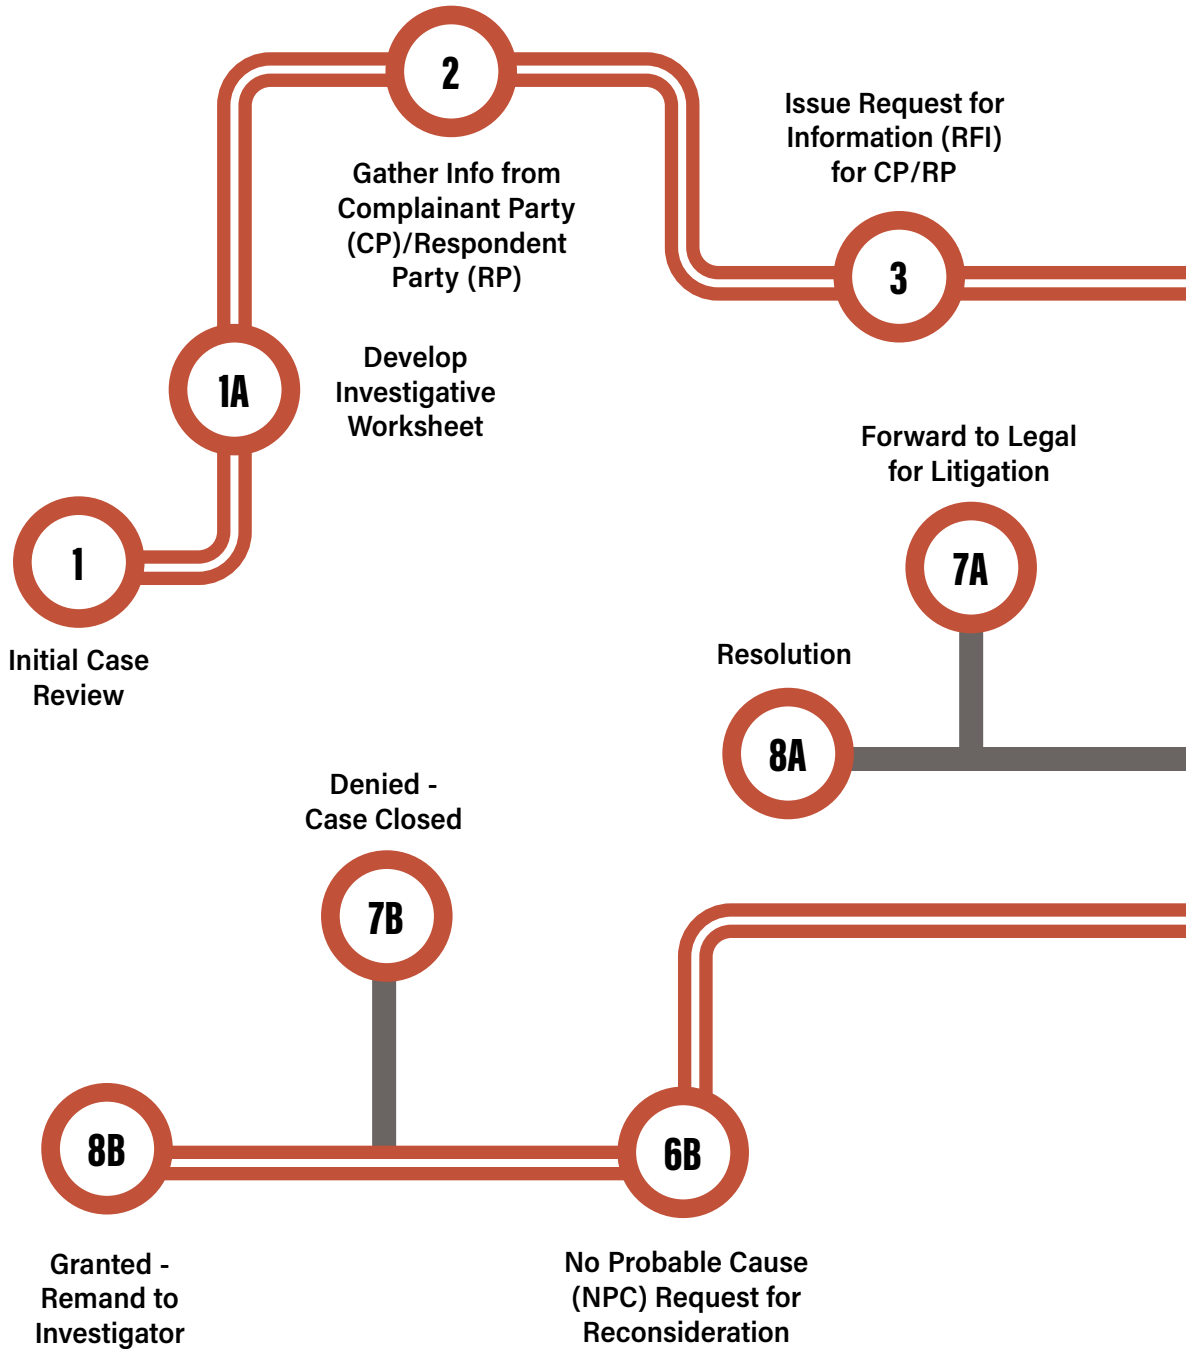 2
Gather Info from
Complainant Party
(CP)/Respondent
Party (RP)
Issue Request for
Information (RFI)
for CP/RP
3
1A
Develop
Investigative
Worksheet
1
Initial Case
Review
Forward to Legal
for Litigation
7A
Resolution
8A
Denied -
Case Closed
7B
8B
Granted -
Remand to
Investigator
6B
No Probable Cause
(NPC) Request for
Reconsideration